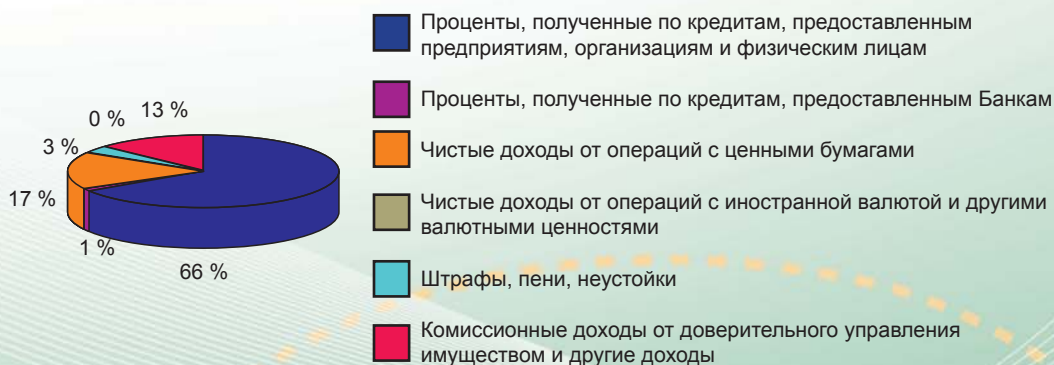 Проценты, полученные по кредитам, предоставленным
предприятиям, организациям и физическим лицам
Проценты, полученные по кредитам, предоставленным Банкам
Чистые доходы от операций с ценными бумагами
Чистые доходы от операций с иностранной валютой и другими
валютными ценностями
Штрафы, пени, неустойки
Комиссионные доходы от доверительного управления
имуществом и другие доходы
0 %
13 %
3 %
17 %
1 %
66 %